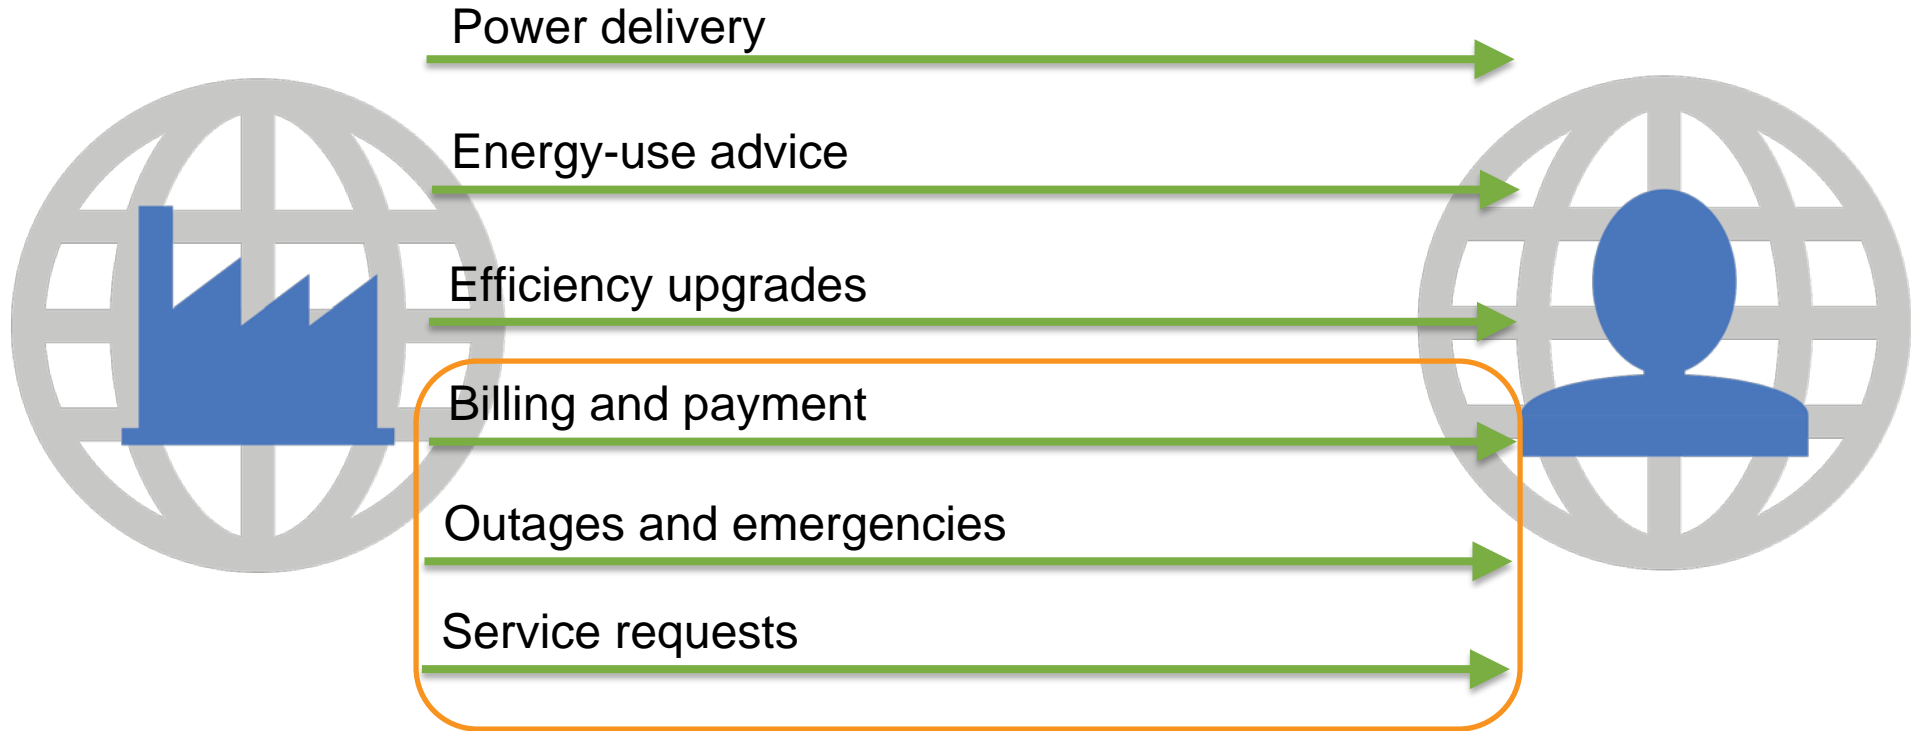 Power delivery
Energy-use advice
Efficiency upgrades
Billing and payment
Outages and emergencies
Service requests